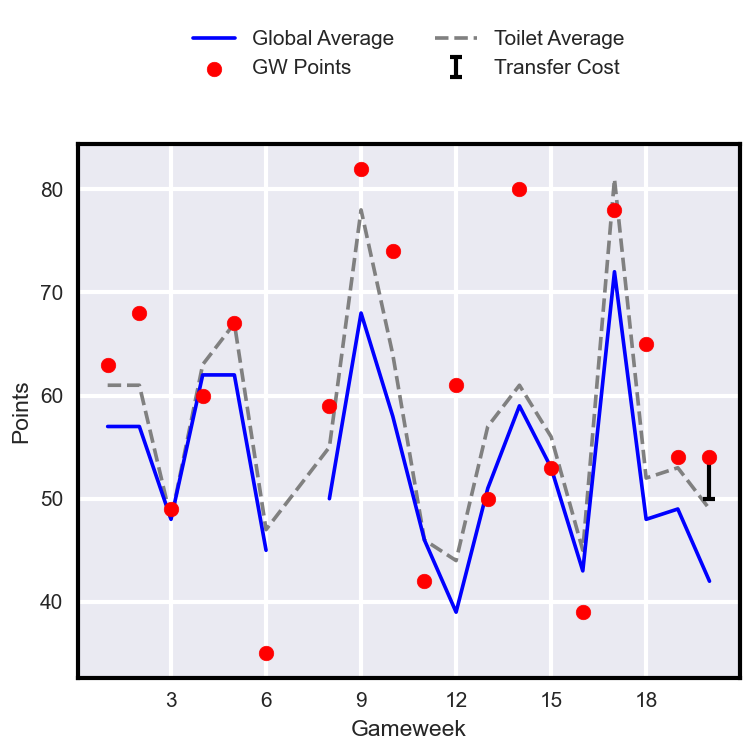 Global Average
Toilet Average
GW Points
Transfer Cost
80
70
60
50
40
Points
3
6
9
12
15
18
Gameweek